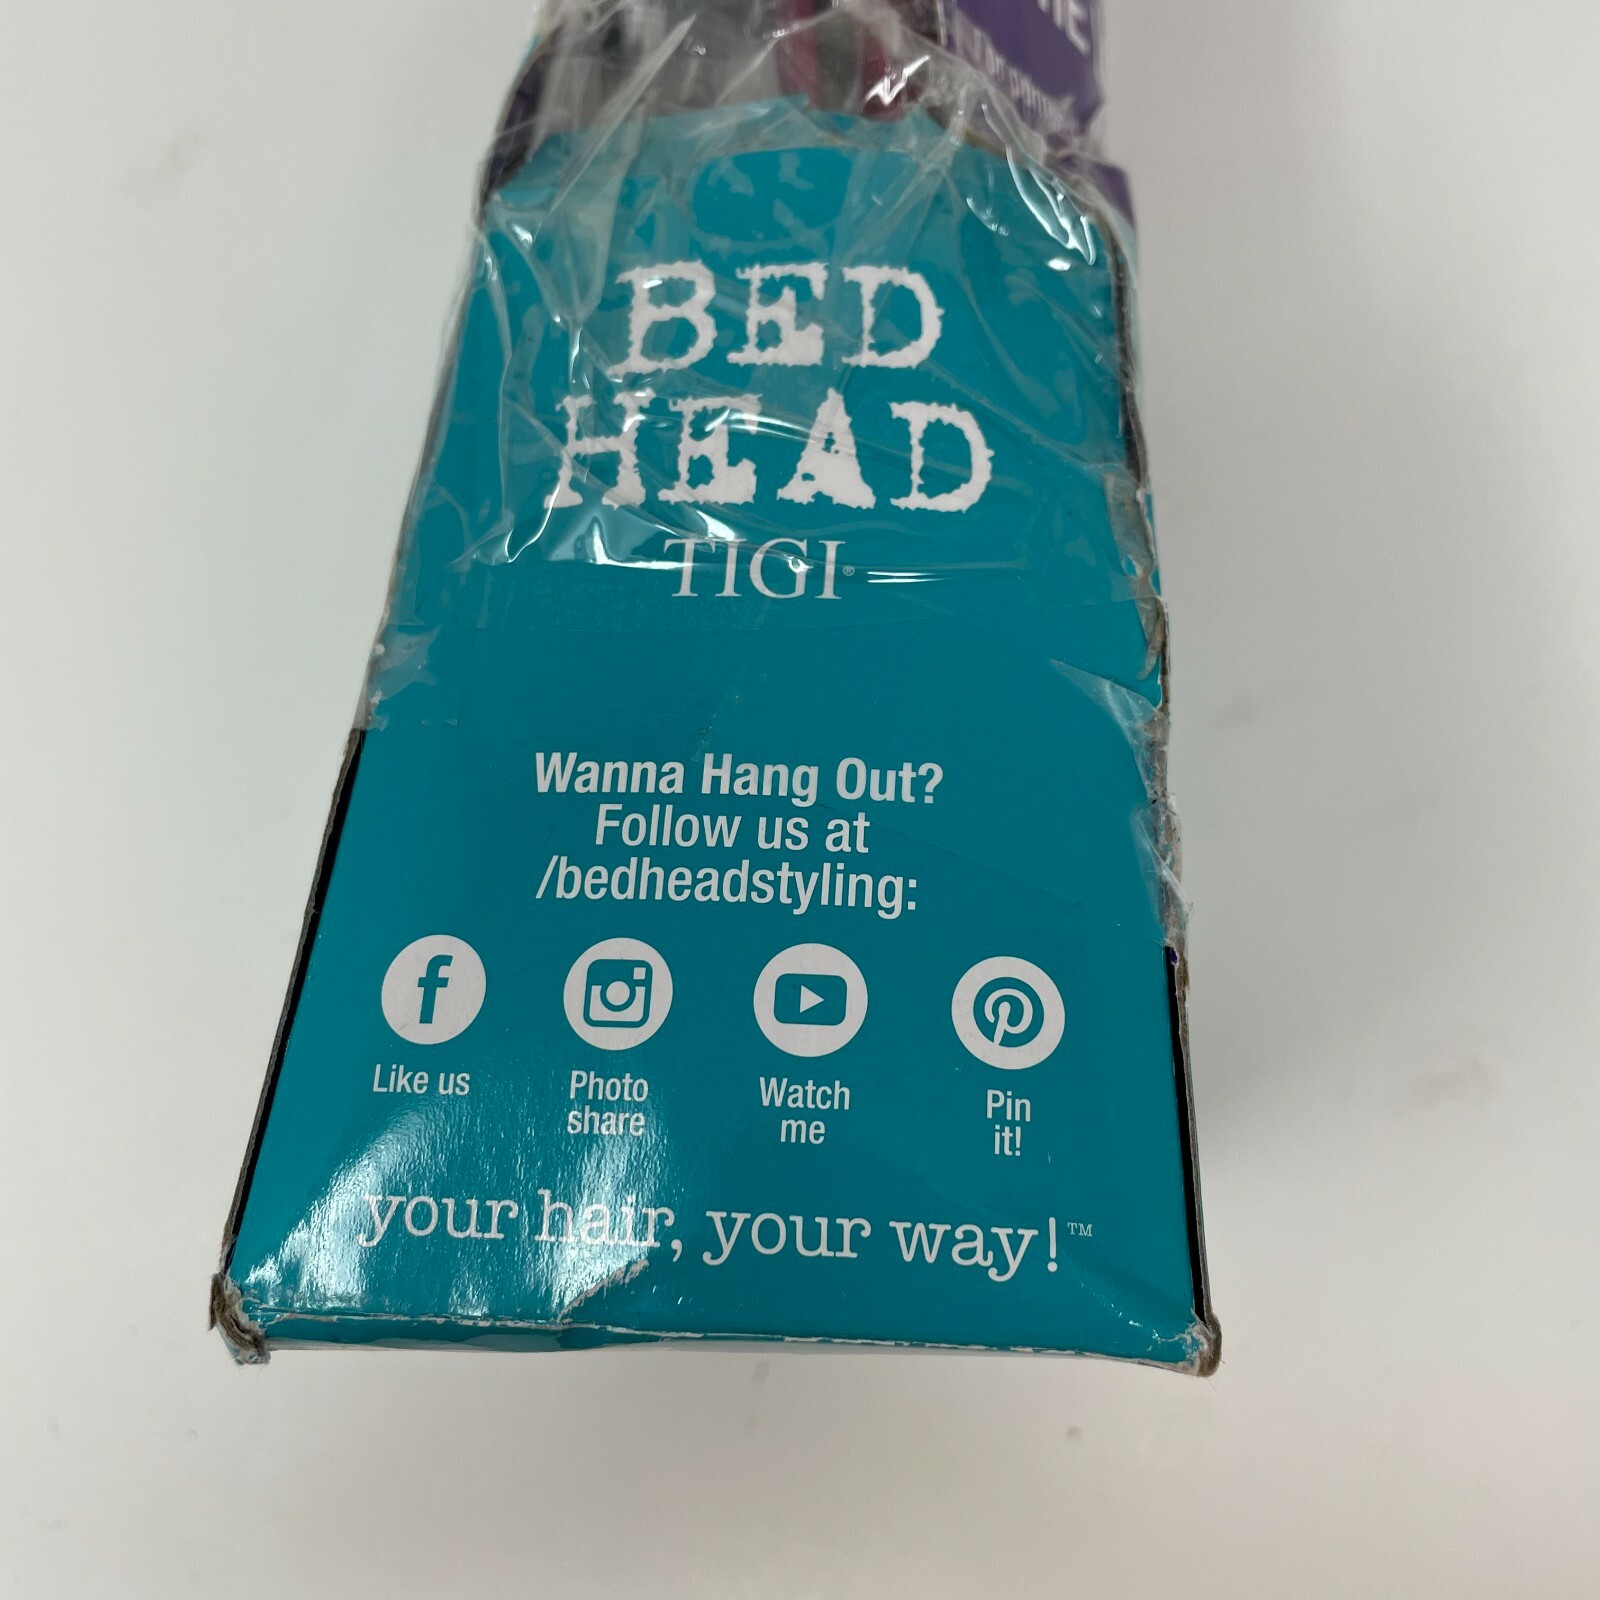 BED
HEAD
TIGI®
Wanna Hang Out?
Follow us at
/bedheadstyling:
Like us
Photo
share
Watch
me
Pin
it!
your hair, your way!™